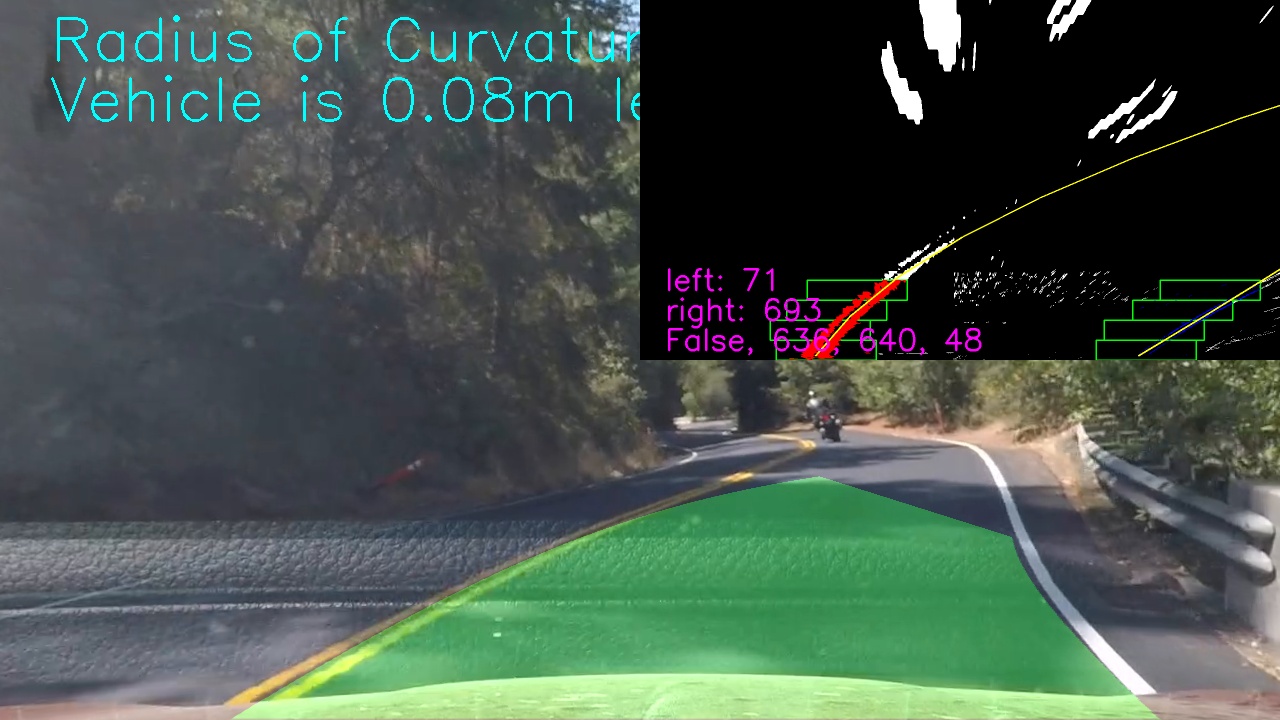 Radius of Curvatur
Vehicle is 0.08m le
left: 71
right: 693
False, 636, 640, 48